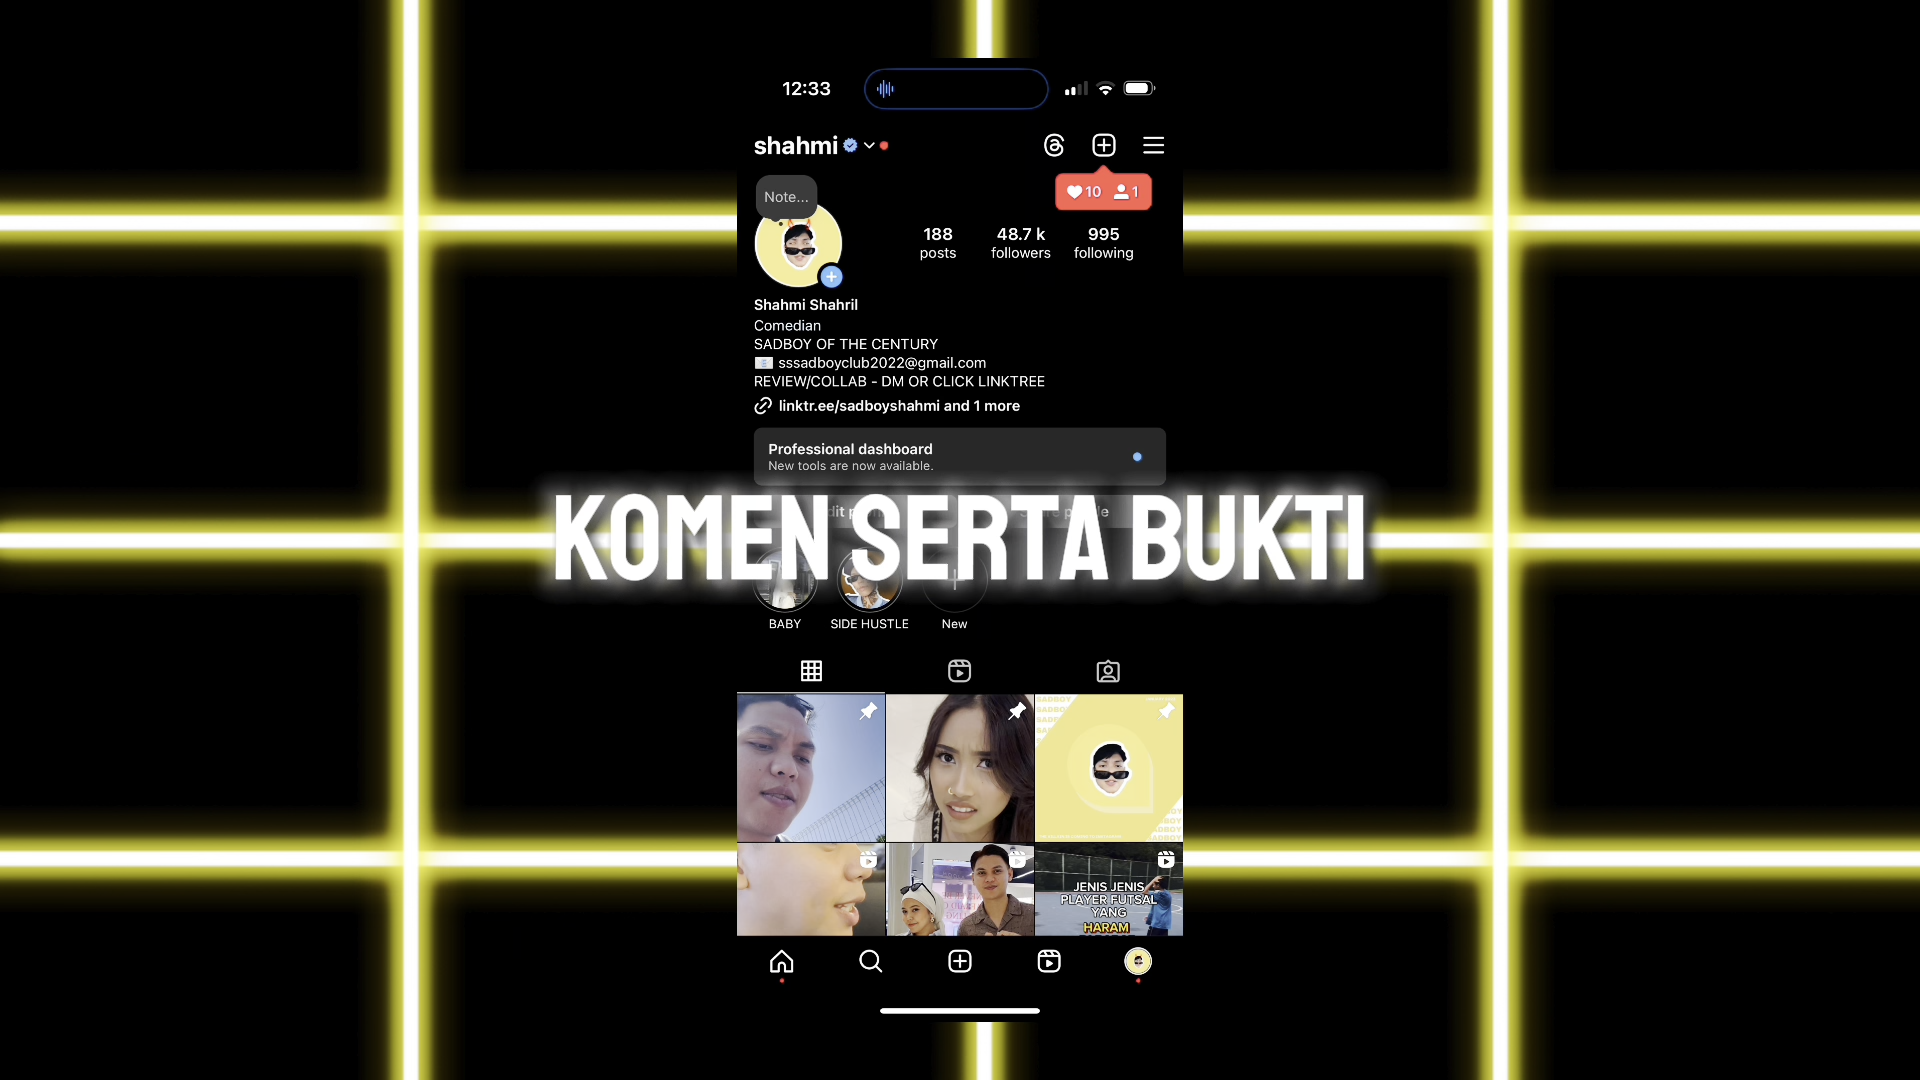 12:33
shahmi
10 1
Note...
188 48.7 k 995
posts followers following
Shahmi Shahril
Comedian
SADBOY OF THE CENTURY
sssadboyclub2022@gmail.com
REVIEW/COLLAB - DM OR CLICK LINKTREE
linktr.ee/sadboyshahmi and 1 more
Professional dashboard
New tools are now available.
KOMEN SERTA BUKTI
BABY SIDE HUSTLE New
SADBOY
JENIS JENIS
PLAYER FUTSAL
YANG
HARAM